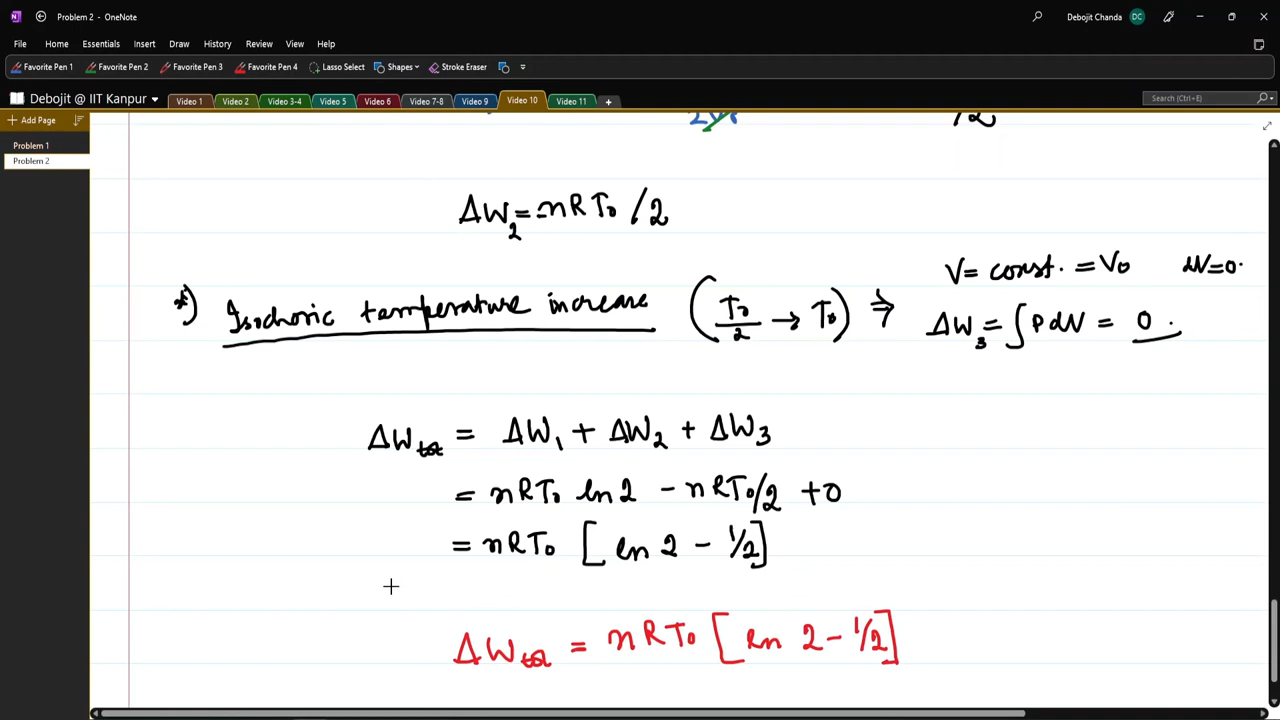 Problem 2 - OneNote
Debojit Chanda DC
File Home Essentials Insert Draw History Review View Help
Favorite Pen 1 Favorite Pen 2 Favorite Pen 3 Favorite Pen 4 Lasso Select Shapes Stroke Eraser
Debojit @ IIT Kanpur Video 1 Video 2 Video 3-4 Video 5 Video 6 Video 7-8 Video 9 Video 10 Video 11 Search (Ctrl+E)
Add Page
Problem 1
Problem 2
/2
ΔW₂ = -nRT₀/2
*) Isochoric temperature increase (T₀/2 → T₀) ⇒
V = const. = V₀ dV=0.
ΔW₃ = ∫PdV = 0.
ΔW_tot = ΔW₁ + ΔW₂ + ΔW₃
= nRT₀ ln2 - nRT₀/2 +0
= nRT₀ [ln 2 - 1/2]
ΔW_tot = nRT₀ [ln 2 - 1/2]